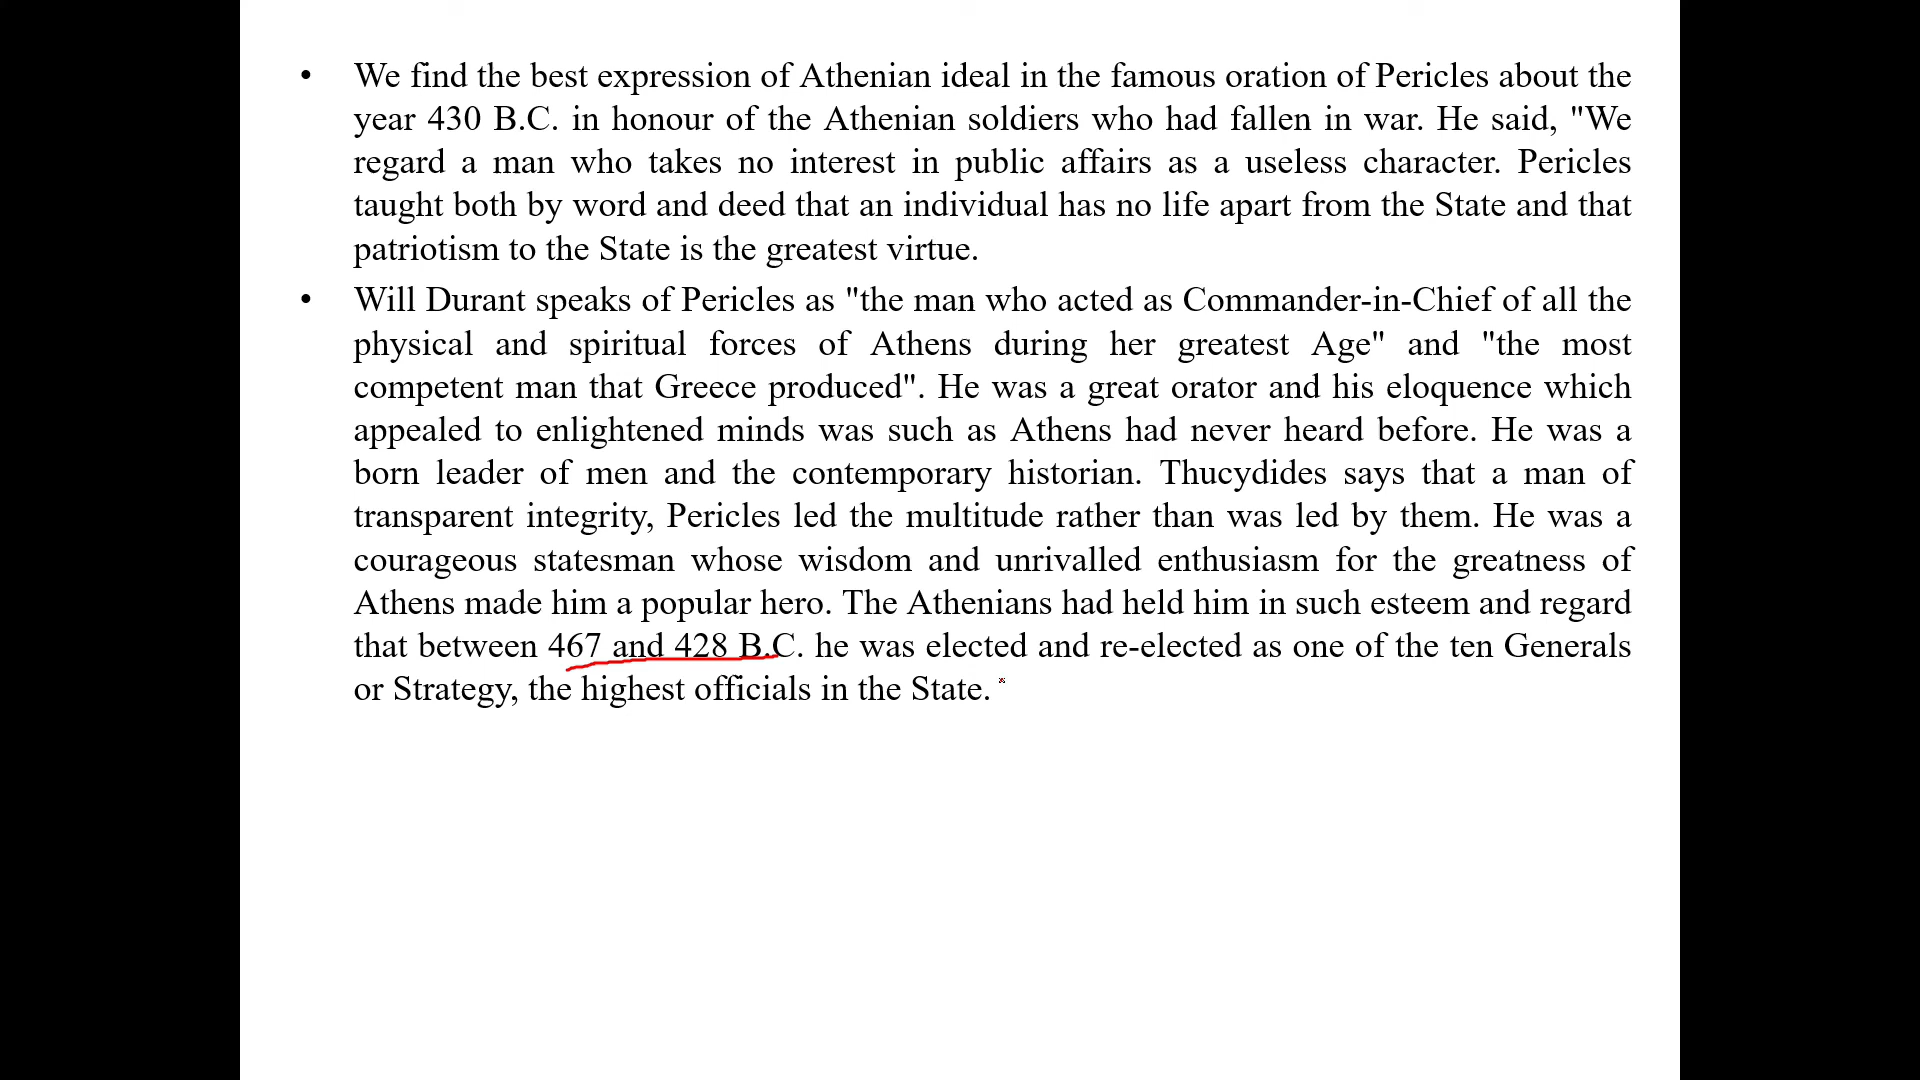 • We find the best expression of Athenian ideal in the famous oration of Pericles about the
year 430 B.C. in honour of the Athenian soldiers who had fallen in war. He said, "We
regard a man who takes no interest in public affairs as a useless character. Pericles
taught both by word and deed that an individual has no life apart from the State and that
patriotism to the State is the greatest virtue.
• Will Durant speaks of Pericles as "the man who acted as Commander-in-Chief of all the
physical and spiritual forces of Athens during her greatest Age" and "the most
competent man that Greece produced". He was a great orator and his eloquence which
appealed to enlightened minds was such as Athens had never heard before. He was a
born leader of men and the contemporary historian. Thucydides says that a man of
transparent integrity, Pericles led the multitude rather than was led by them. He was a
courageous statesman whose wisdom and unrivalled enthusiasm for the greatness of
Athens made him a popular hero. The Athenians had held him in such esteem and regard
that between 467 and 428 B.C. he was elected and re-elected as one of the ten Generals
or Strategy, the highest officials in the State.